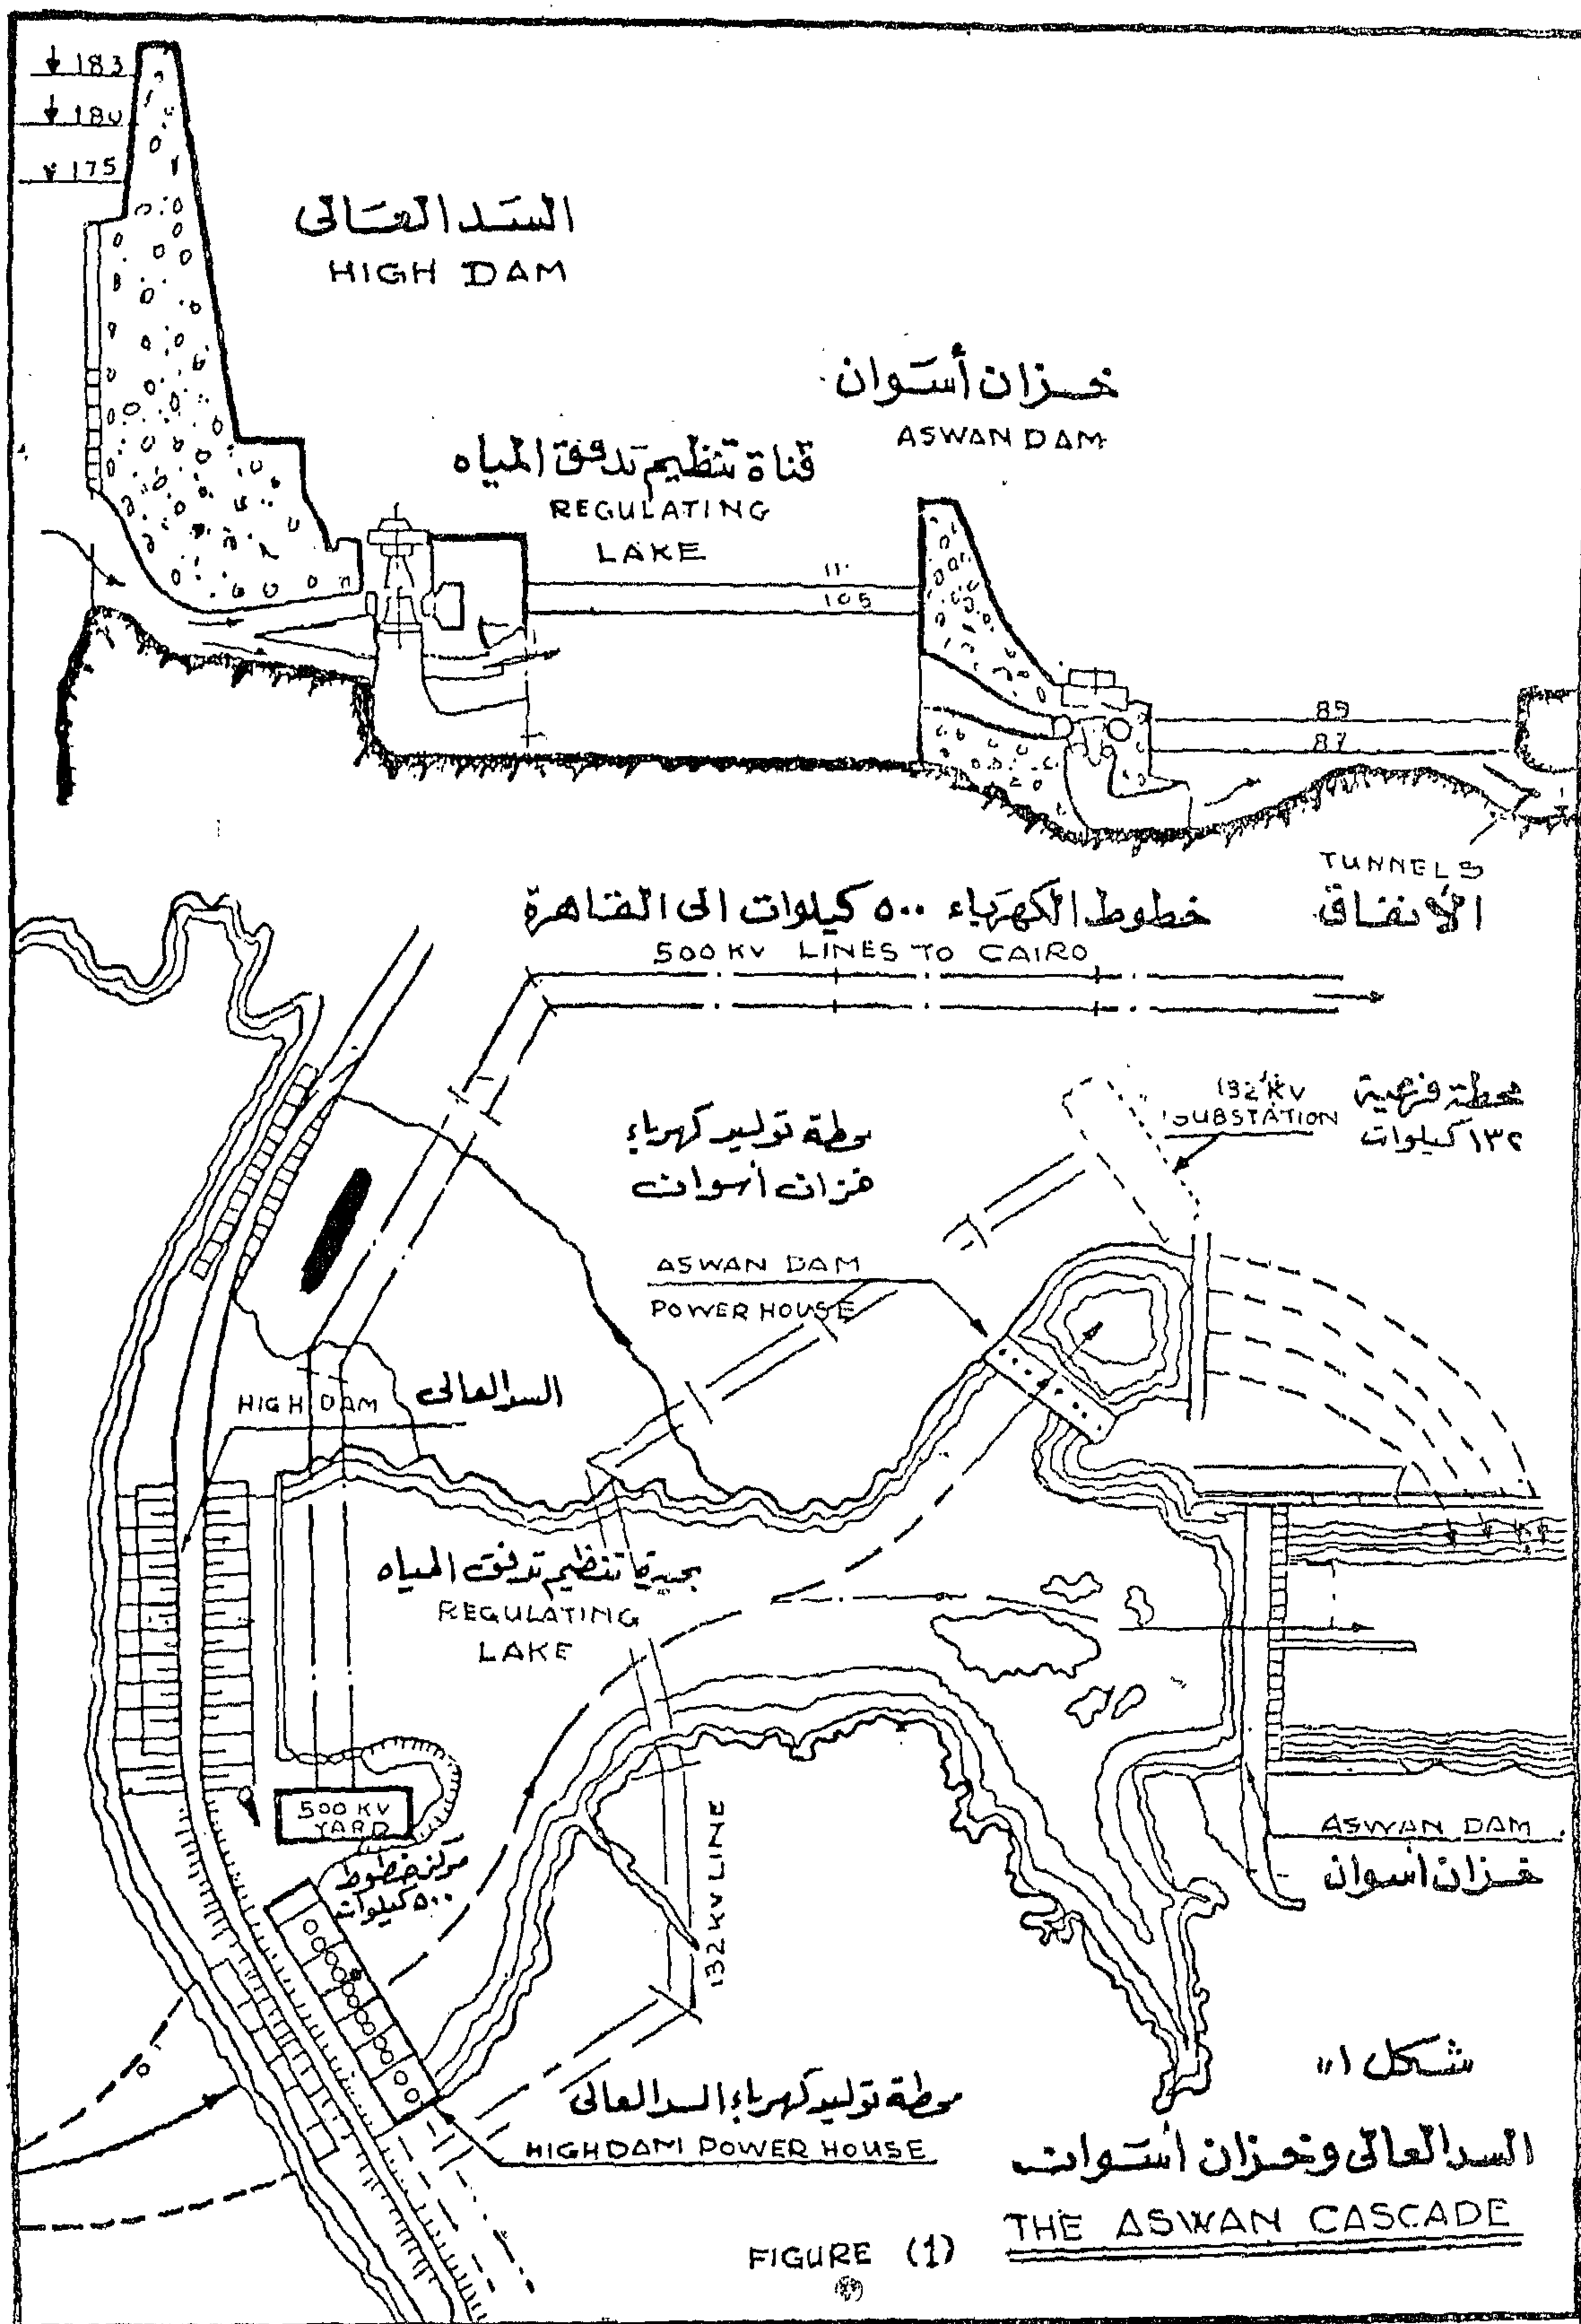 183
180
175
السد العالى
HIGH DAM
خزان أسوان
ASWAN DAM
قناة تنظيم تدفق المياه
REGULATING
LAKE
11
105
89
87
TUNNELS
الأنفاق
خطوط الكهرباء ٥٠٠ كيلوات الى القاهرة
500 KV LINES TO CAIRO
132 KV
SUBSTATION
محطة فرعية
١٣٢ كيلوات
محطة توليد كهرباء
خزان أسوان
ASWAN DAM
POWER HOUSE
HIGH DAM
السد العالى
تنظيم تدفق المياه
REGULATING
LAKE
500 KV
YARD
مركز خطوط
٥٠٠ كيلوات
132 KV LINE
ASWAN DAM
خزان أسوان
محطة توليد كهرباء السد العالى
HIGH DAM POWER HOUSE
شكل ١
السد العالى وخزان أسوان
THE ASWAN CASCADE
FIGURE (1)